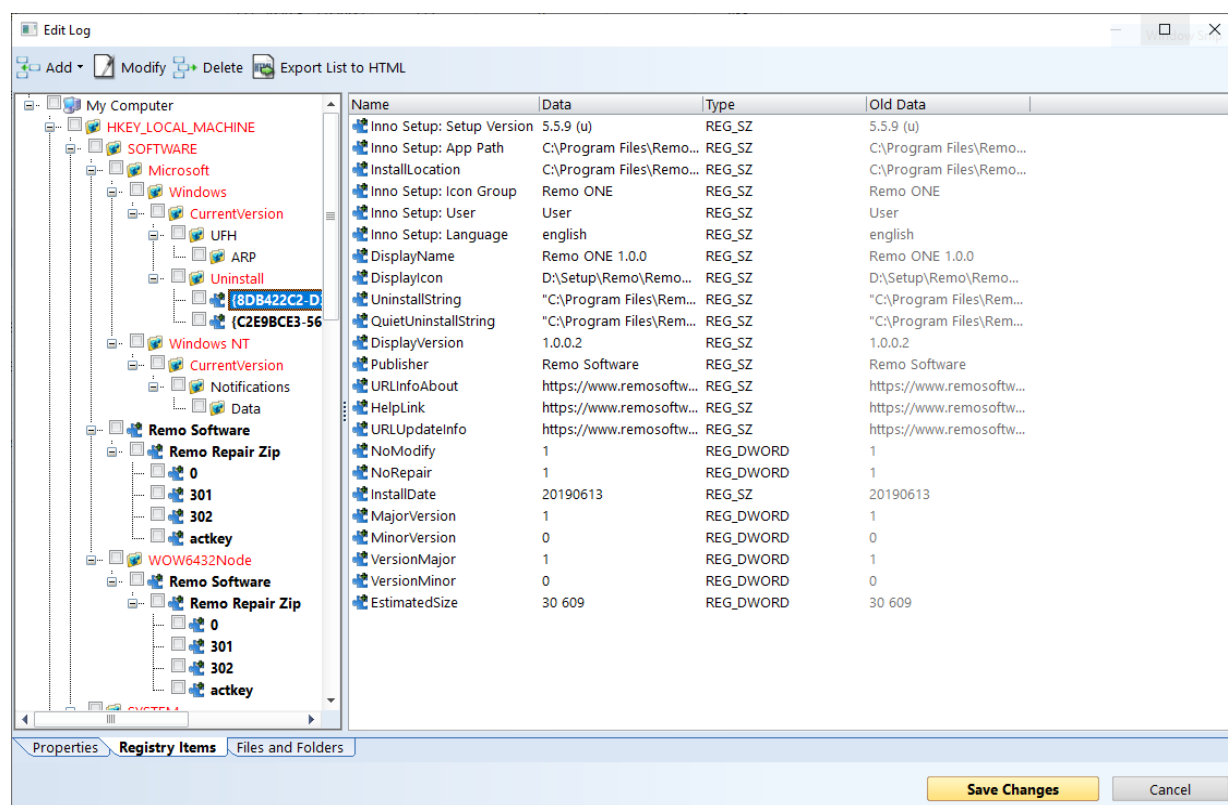 Edit Log
Add Modify Delete Export List to HTML
My Computer
HKEY_LOCAL_MACHINE
SOFTWARE
Microsoft
Windows
CurrentVersion
UFH
ARP
Uninstall
{8DB422C2-D
{C2E9BCE3-56
Windows NT
CurrentVersion
Notifications
Data
Remo Software
Remo Repair Zip
0
301
302
actkey
WOW6432Node
Remo Software
Remo Repair Zip
0
301
302
actkey
SYSTEM
Name Data Type Old Data
Inno Setup: Setup Version 5.5.9 (u) REG_SZ 5.5.9 (u)
Inno Setup: App Path C:\Program Files\Remo... REG_SZ C:\Program Files\Remo...
InstallLocation C:\Program Files\Remo... REG_SZ C:\Program Files\Remo...
Inno Setup: Icon Group Remo ONE REG_SZ Remo ONE
Inno Setup: User User REG_SZ User
Inno Setup: Language english REG_SZ english
DisplayName Remo ONE 1.0.0 REG_SZ Remo ONE 1.0.0
DisplayIcon D:\Setup\Remo\Remo... REG_SZ D:\Setup\Remo\Remo...
UninstallString "C:\Program Files\Rem... REG_SZ "C:\Program Files\Rem...
QuietUninstallString "C:\Program Files\Rem... REG_SZ "C:\Program Files\Rem...
DisplayVersion 1.0.0.2 REG_SZ 1.0.0.2
Publisher Remo Software REG_SZ Remo Software
URLInfoAbout https://www.remosoftw... REG_SZ https://www.remosoftw...
HelpLink https://www.remosoftw... REG_SZ https://www.remosoftw...
URLUpdateInfo https://www.remosoftw... REG_SZ https://www.remosoftw...
NoModify 1 REG_DWORD 1
NoRepair 1 REG_DWORD 1
InstallDate 20190613 REG_SZ 20190613
MajorVersion 1 REG_DWORD 1
MinorVersion 0 REG_DWORD 0
VersionMajor 1 REG_DWORD 1
VersionMinor 0 REG_DWORD 0
EstimatedSize 30 609 REG_DWORD 30 609
Properties Registry Items Files and Folders
Save Changes Cancel